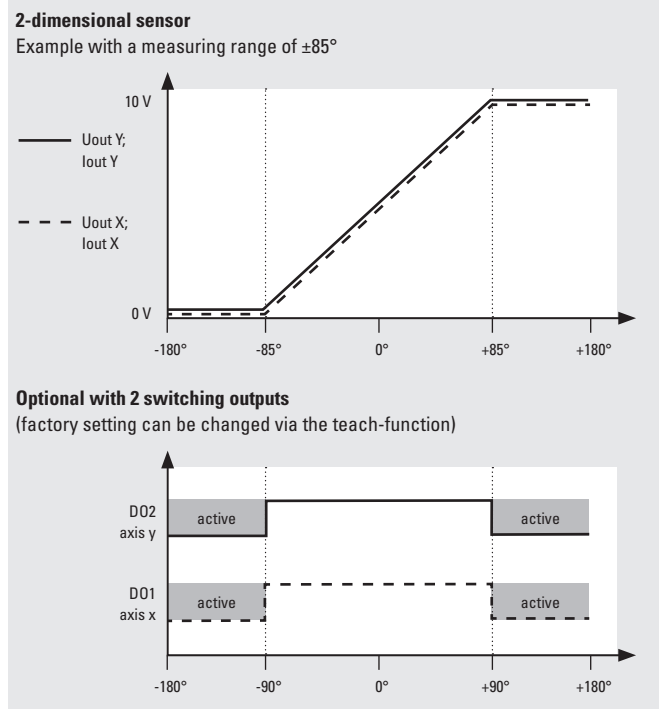 2-dimensional sensor
Example with a measuring range of ±85°
10 V
Uout Y;
Iout Y
Uout X;
Iout X
0 V
-180°
-85°
0°
+85°
+180°
Optional with 2 switching outputs
(factory setting can be changed via the teach-function)
DO2
axis y
active
active
DO1
axis x
active
active
-180°
-90°
0°
+90°
+180°